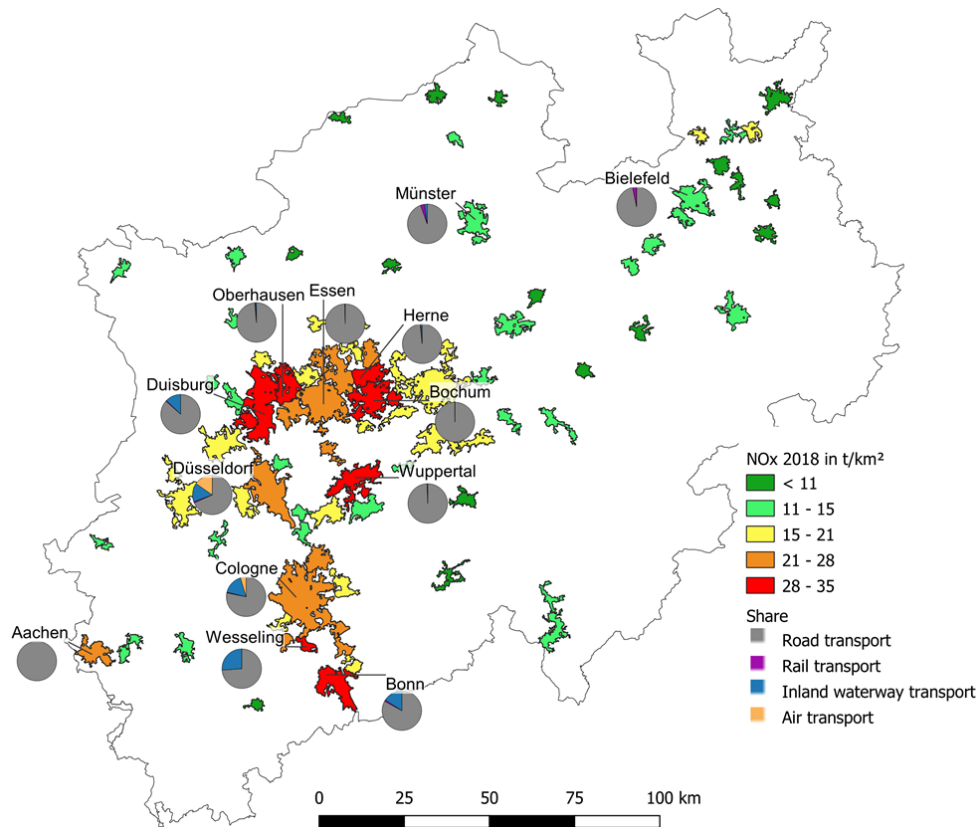 Münster
Bielefeld
Essen
Oberhausen
Herne
Duisburg
Bochum
Düsseldorf
Wuppertal
Cologne
Aachen
Wesseling
Bonn
NOx 2018 in t/km²
< 11
11 - 15
15 - 21
21 - 28
28 - 35
Share
Road transport
Rail transport
Inland waterway transport
Air transport
0 25 50 75 100 km